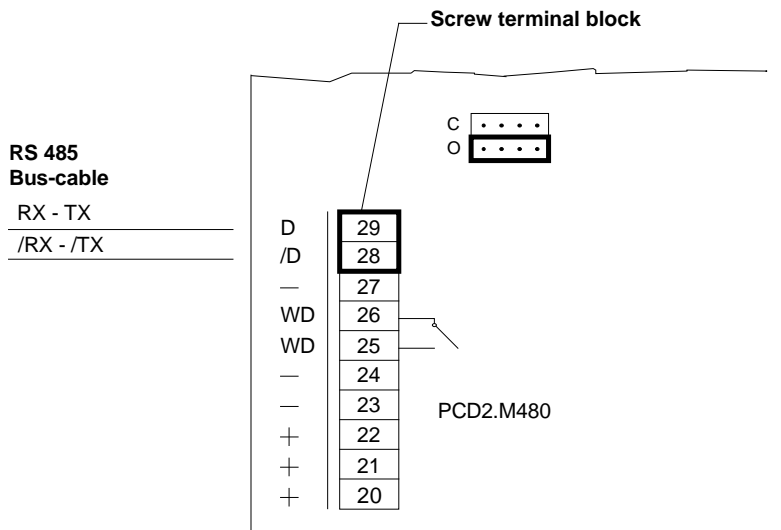 Screw terminal block
C
O
RS 485
Bus-cable
RX - TX
/RX - /TX
D 29
/D 28
— 27
WD 26
WD 25
— 24
— 23
PCD2.M480
+ 22
+ 21
+ 20